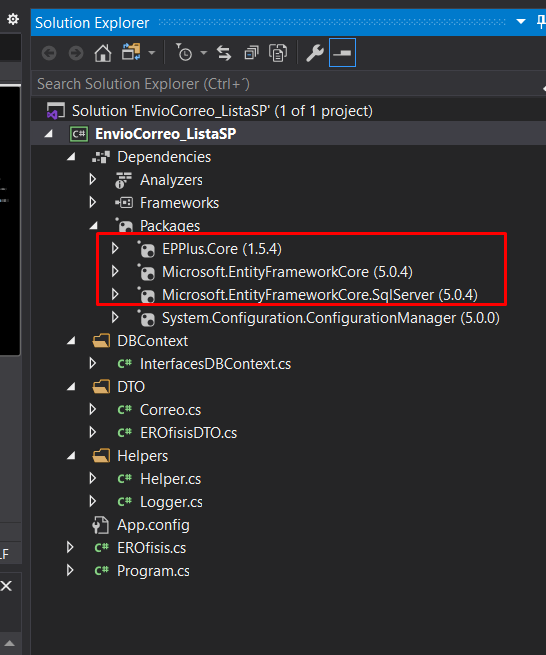 Solution Explorer
Search Solution Explorer (Ctrl+´)
Solution 'EnvioCorreo_ListaSP' (1 of 1 project)
C# EnvioCorreo_ListaSP
Dependencies
Analyzers
Frameworks
Packages
EPPlus.Core (1.5.4)
Microsoft.EntityFrameworkCore (5.0.4)
Microsoft.EntityFrameworkCore.SqlServer (5.0.4)
System.Configuration.ConfigurationManager (5.0.0)
DBContext
C# InterfacesDBContext.cs
DTO
C# Correo.cs
C# EROfisisDTO.cs
Helpers
C# Helper.cs
C# Logger.cs
App.config
C# EROfisis.cs
C# Program.cs
LF